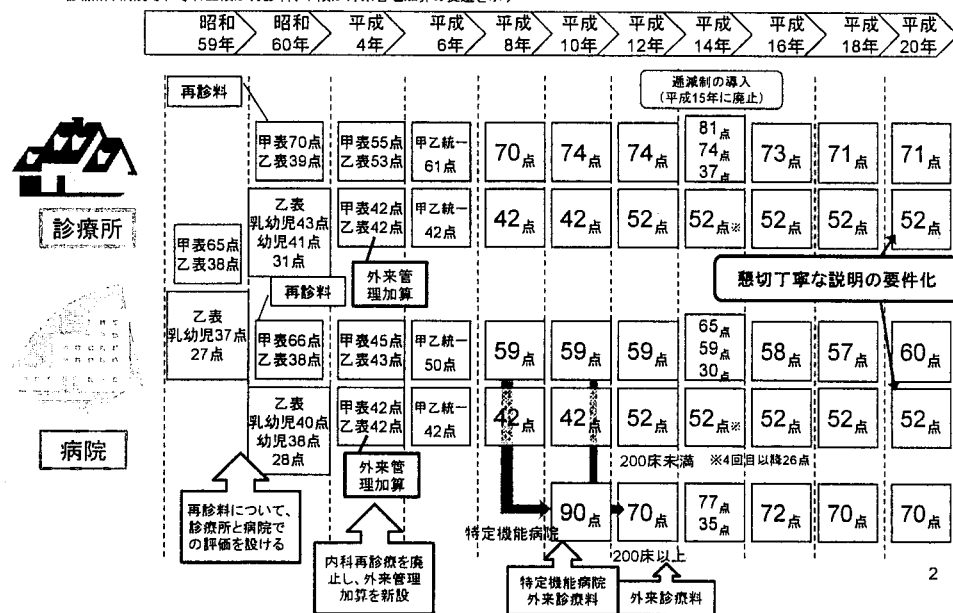 昭和 59年
昭和 60年
平成 4年
平成 6年
平成 8年
平成 10年
平成 12年
平成 14年
平成 16年
平成 18年
平成 20年
逓減制の導入
(平成15年に廃止)
再診料
診療所
甲表70点
乙表39点
甲表55点
乙表53点
甲乙統一
61点
70点
74点
74点
81点
74点
37点
73点
71点
71点
乙表
乳幼児43点
幼児41点
31点
甲表42点
乙表42点
甲乙統一
42点
42点
42点
52点
52点※
52点
52点
52点
甲表65点
乙表38点
外来管
理加算
懇切丁寧な説明の要件化
再診料
乙表
乳幼児37点
27点
甲表66点
乙表38点
甲表45点
乙表43点
甲乙統一
50点
59点
59点
59点
65点
59点
30点
58点
57点
60点
病院
乙表
乳幼児40点
幼児38点
28点
甲表42点
乙表42点
甲乙統一
42点
42点
42点
52点
52点※
52点
52点
52点
外来管
理加算
200床未満 ※4回目以降26点
90点
70点
77点
35点
72点
70点
70点
特定機能病院
200床以上
再診料について、
診療所と病院で
の評価を設ける
内科再診療を廃
止し、外来管理
加算を新設
特定機能病院
外来診療料
外来診療料
2